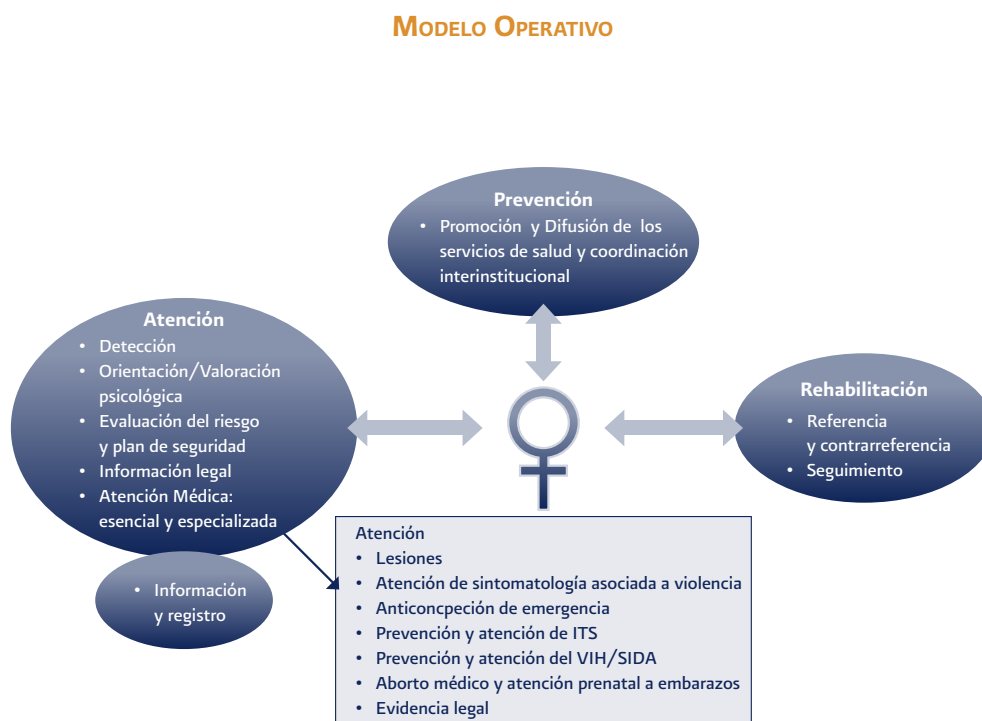 MODELO OPERATIVO
Prevención
• Promoción y Difusión de los
servicios de salud y coordinación
interinstitucional
Atención
• Detección
• Orientación/Valoración
psicológica
• Evaluación del riesgo
y plan de seguridad
• Información legal
• Atención Médica:
esencial y especializada
• Información
y registro
Rehabilitación
• Referencia
y contrarreferencia
• Seguimiento
Atención
• Lesiones
• Atención de sintomatología asociada a violencia
• Anticoncpeción de emergencia
• Prevención y atención de ITS
• Prevención y atención del VIH/SIDA
• Aborto médico y atención prenatal a embarazos
• Evidencia legal